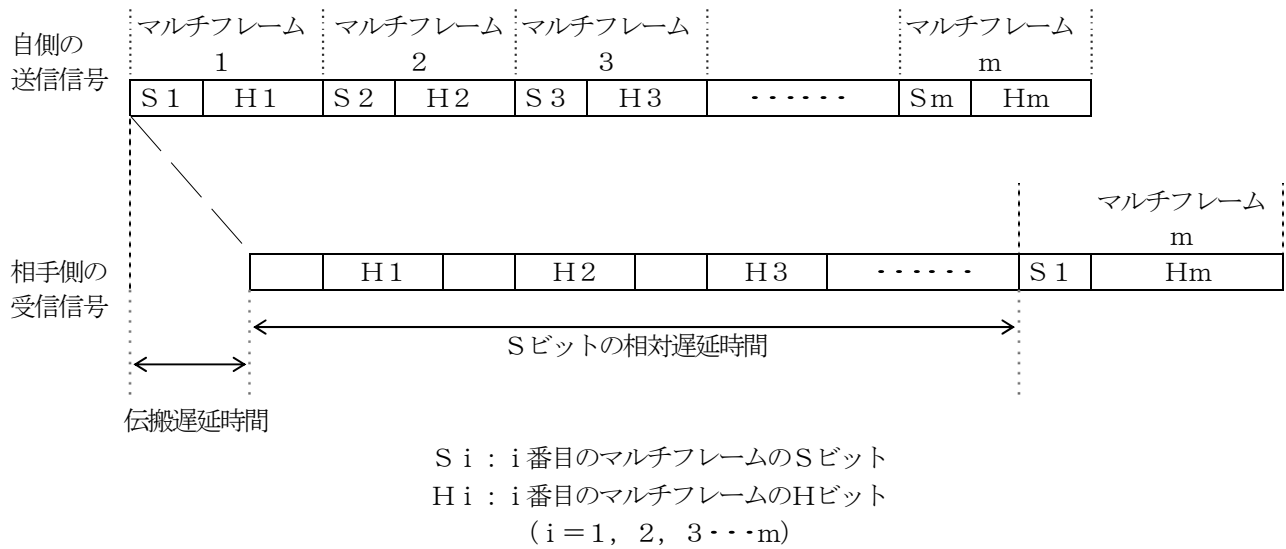 自側の
送信信号
マルチフレーム
1
マルチフレーム
2
マルチフレーム
3
マルチフレーム
m
S1 H1 S2 H2 S3 H3 ‥‥‥ Sm Hm
マルチフレーム
m
相手側の
受信信号
H1 H2 H3 ‥‥‥ S1 Hm
Sビットの相対遅延時間
伝搬遅延時間
Si:i番目のマルチフレームのSビット
Hi:i番目のマルチフレームのHビット
(i=1, 2, 3・・・m)